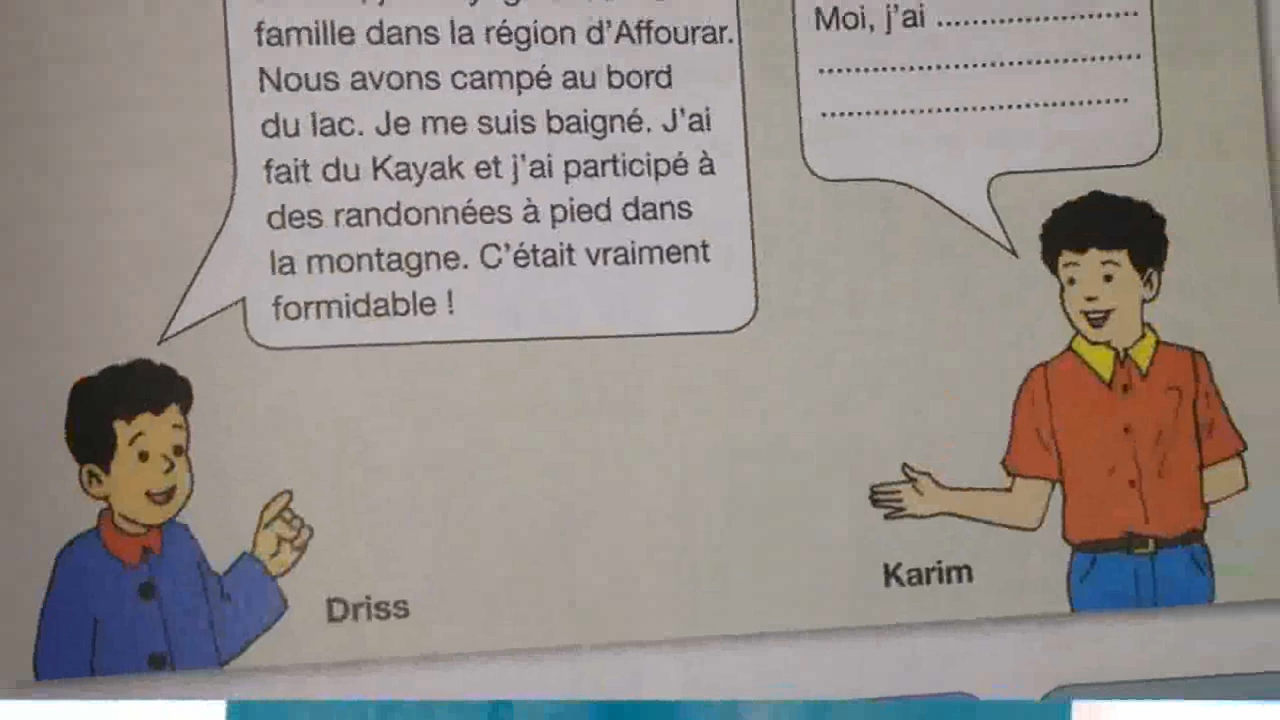 famille dans la région d'Affourar.
Nous avons campé au bord
du lac. Je me suis baigné. J'ai
fait du Kayak et j'ai participé à
des randonnées à pied dans
la montagne. C'était vraiment
formidable !
Moi, j'ai ........................
........................................
......................................
Driss
Karim